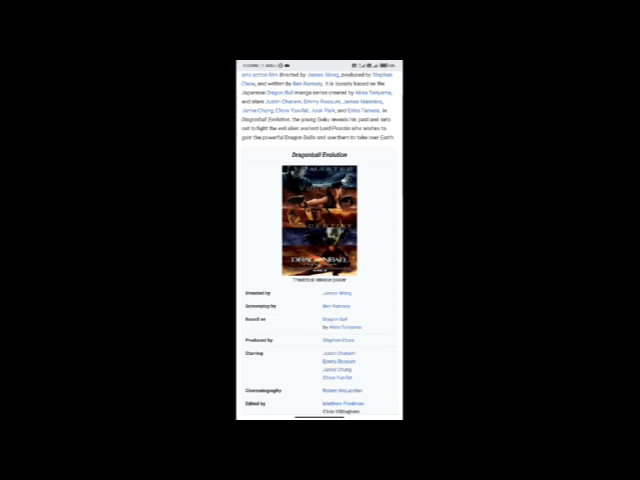 arts action film directed by James Wong, produced by Stephen
Chow, and written by Ben Ramsey. It is loosely based on the
Japanese Dragon Ball manga series created by Akira Toriyama,
and stars Justin Chatwin, Emmy Rossum, James Marsters,
Jamie Chung, Chow Yun-fat, Joon Park, and Eriko Tamura. In
Dragonball Evolution, the young Goku reveals his past and sets
out to fight the evil alien warlord Lord Piccolo who wishes to
gain the powerful Dragon Balls and use them to take over Earth.
Dragonball Evolution
DRAGONBALL
Theatrical release poster
Directed by James Wong
Screenplay by Ben Ramsey
Based on Dragon Ball
by Akira Toriyama
Produced by Stephen Chow
Starring Justin Chatwin
Emmy Rossum
Jamie Chung
Chow Yun-fat
Cinematography Robert McLachlan
Edited by Matthew Friedman
Chris Willingham